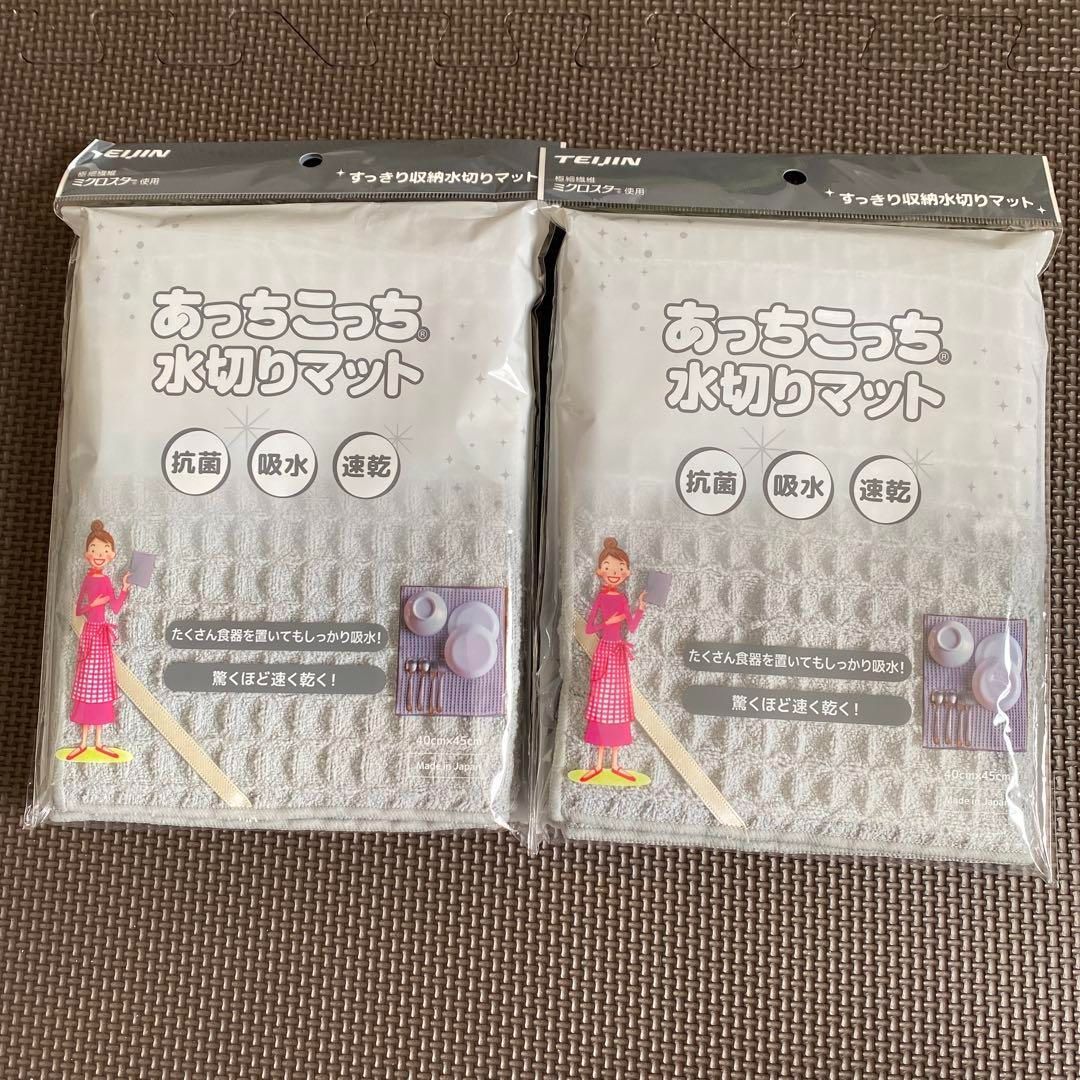 TEIJIN
極細繊維
ミクロスター®使用
すっきり収納水切りマット
あっちこっち®
水切りマット
抗菌 吸水 速乾
たくさん食器を置いてもしっかり吸水!
驚くほど速く乾く!
40cm×45cm
Made in Japan
TEIJIN
極細繊維
ミクロスター®使用
すっきり収納水切りマット
あっちこっち®
水切りマット
抗菌 吸水 速乾
たくさん食器を置いてもしっかり吸水!
驚くほど速く乾く!
40cm×45cm
Made in Japan